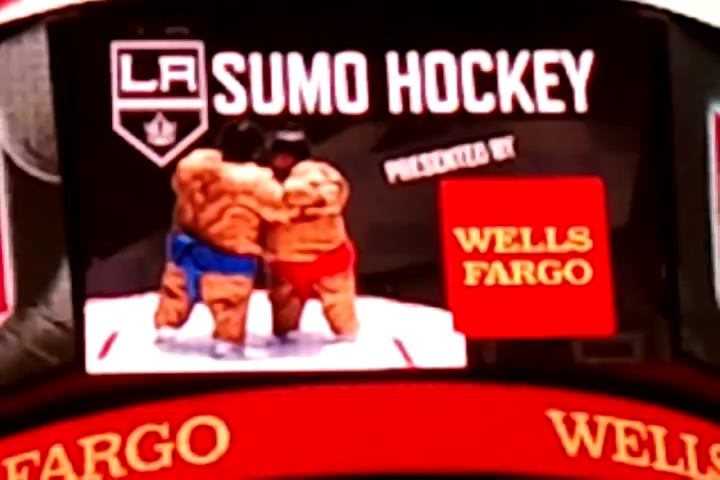 LA
SUMO HOCKEY
PRESENTED BY
WELLS
FARGO
FARGO
WELLS